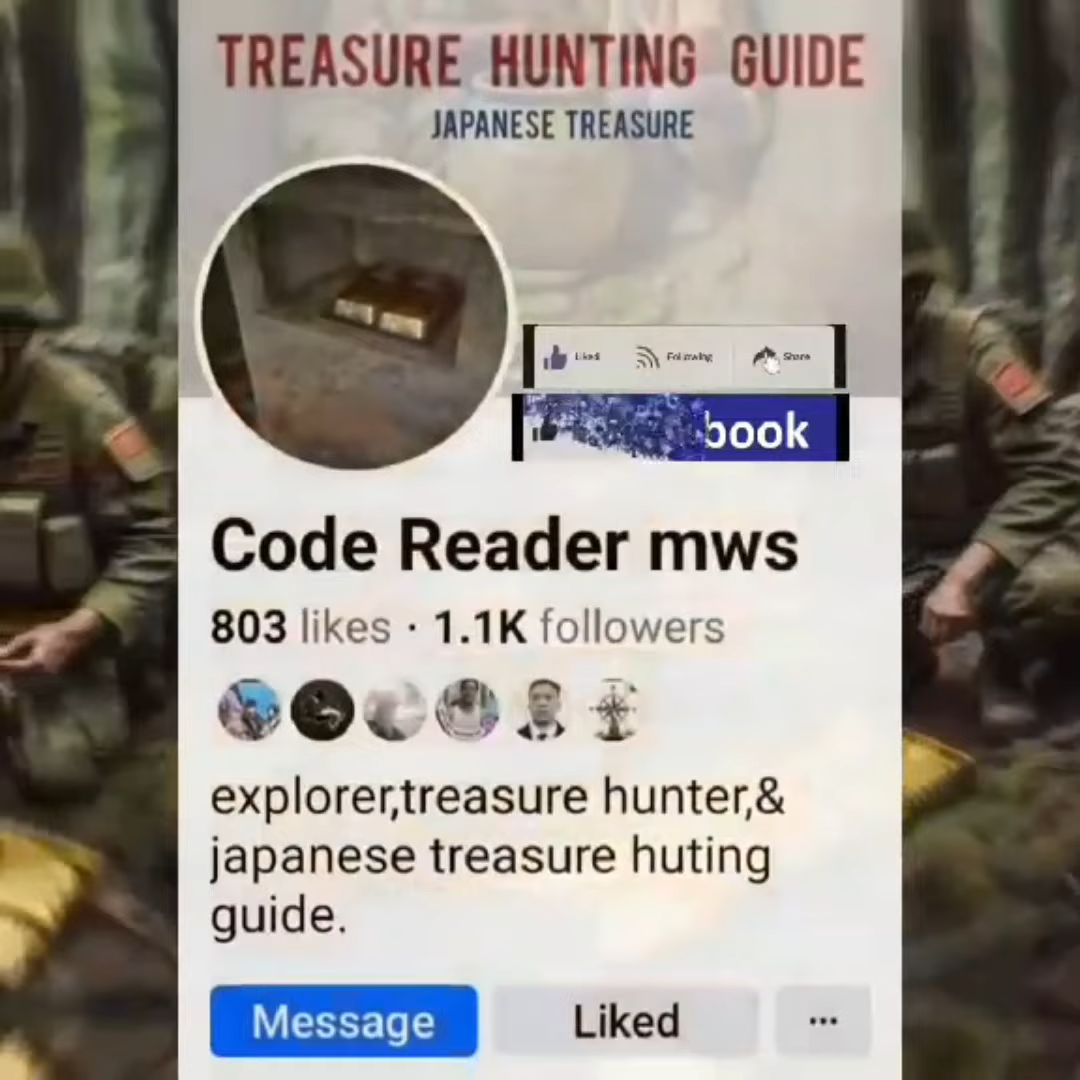 TREASURE HUNTING GUIDE
JAPANESE TREASURE
Liked Following Share
book
Code Reader mws
803 likes · 1.1K followers
explorer,treasure hunter,&
japanese treasure huting
guide.
Message Liked ...